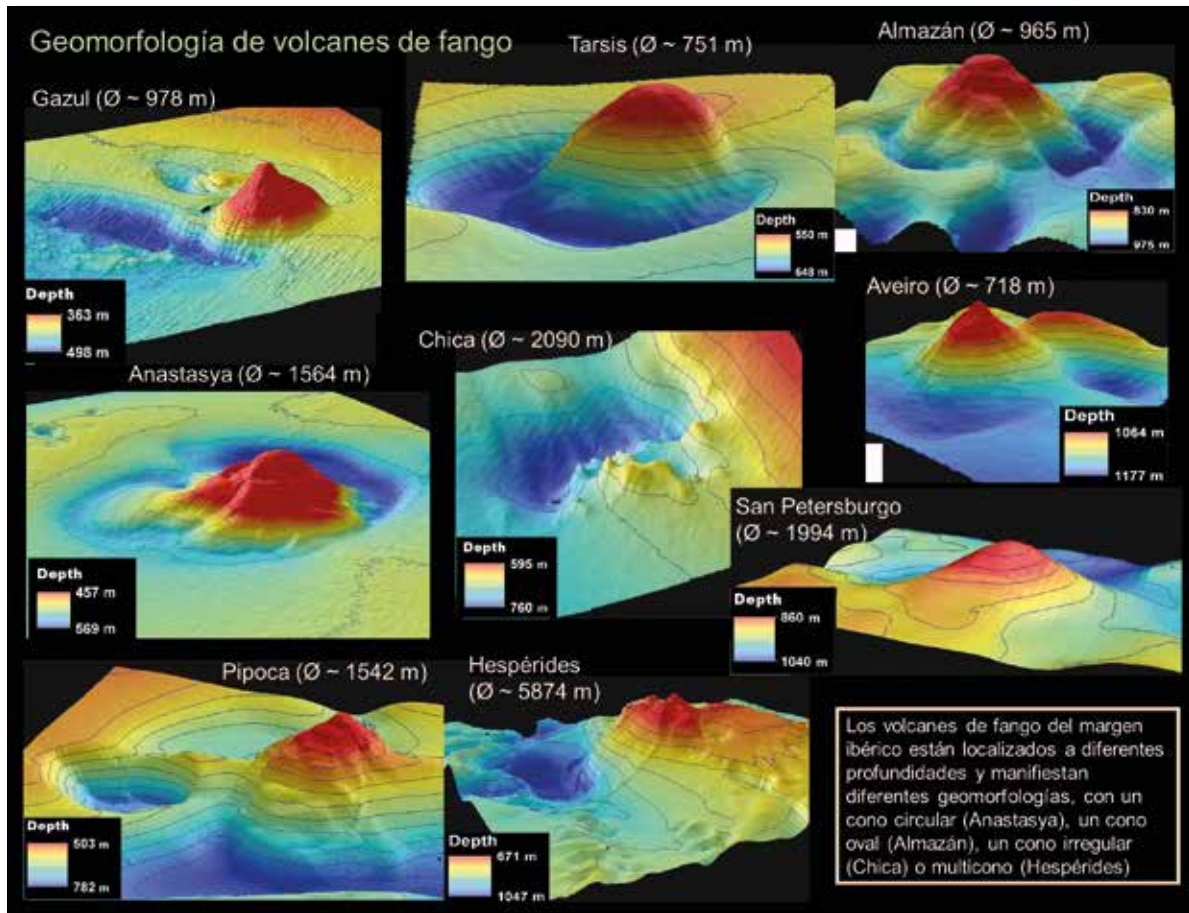 Geomorfología de volcanes de fango
Gazul (Ø ~ 978 m)
Depth
363 m
498 m
Tarsis (Ø ~ 751 m)
Depth
550 m
648 m
Almazán (Ø ~ 965 m)
Depth
830 m
975 m
Anastasya (Ø ~ 1564 m)
Depth
457 m
569 m
Chica (Ø ~ 2090 m)
Depth
595 m
760 m
Aveiro (Ø ~ 718 m)
Depth
1064 m
1177 m
San Petersburgo
(Ø ~ 1994 m)
Depth
860 m
1040 m
Pipoca (Ø ~ 1542 m)
Depth
503 m
782 m
Hespérides
(Ø ~ 5874 m)
Depth
671 m
1047 m
Los volcanes de fango del margen
ibérico están localizados a diferentes
profundidades y manifiestan
diferentes geomorfologías, con un
cono circular (Anastasya), un cono
oval (Almazán), un cono irregular
(Chica) o multicono (Hespérides)